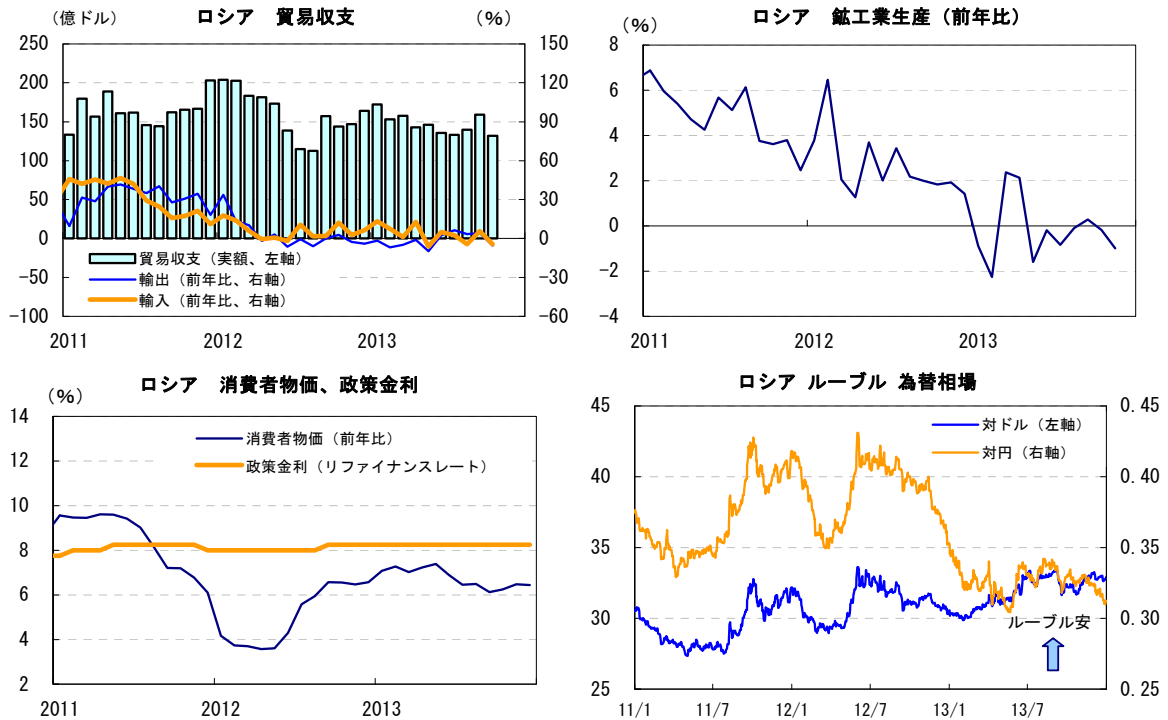 ロシア 貿易収支
(億ドル)
(%)
250
200
150
100
50
0
-50
-100
150
120
90
60
30
0
-30
-60
貿易収支（実額、左軸）
輸出（前年比、右軸）
輸入（前年比、右軸）
2011 2012 2013
ロシア 鉱工業生産（前年比）
(%)
8
6
4
2
0
-2
-4
2011 2012 2013
ロシア 消費者物価、政策金利
(%)
14
12
10
8
6
4
2
消費者物価（前年比）
政策金利（リファイナンスレート）
2011 2012 2013
ロシア ルーブル 為替相場
45
40
35
30
25
0.45
0.40
0.35
0.30
0.25
対ドル（左軸）
対円（右軸）
ルーブル安
11/1 11/7 12/1 12/7 13/1 13/7